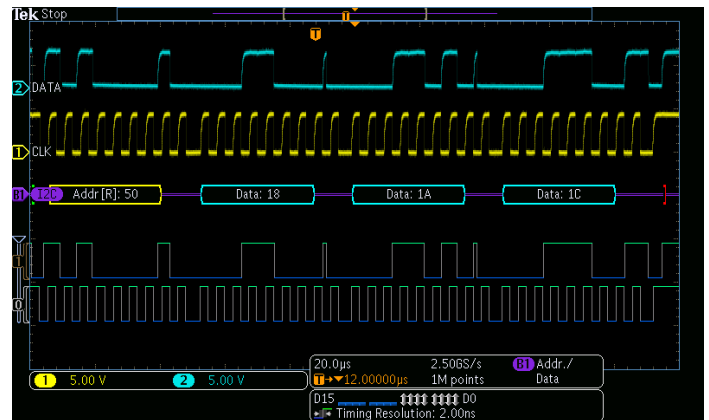 Tek Stop
T
T
2 DATA
1 CLK
B1 I2C Addr[R]: 50 Data: 18 Data: 1A Data: 1C
1
0
20.0µs 2.50GS/s B1 Addr./
T→▼12.00000µs 1M points Data
1 5.00 V 2 5.00 V
D15 D0
Timing Resolution: 2.00ns